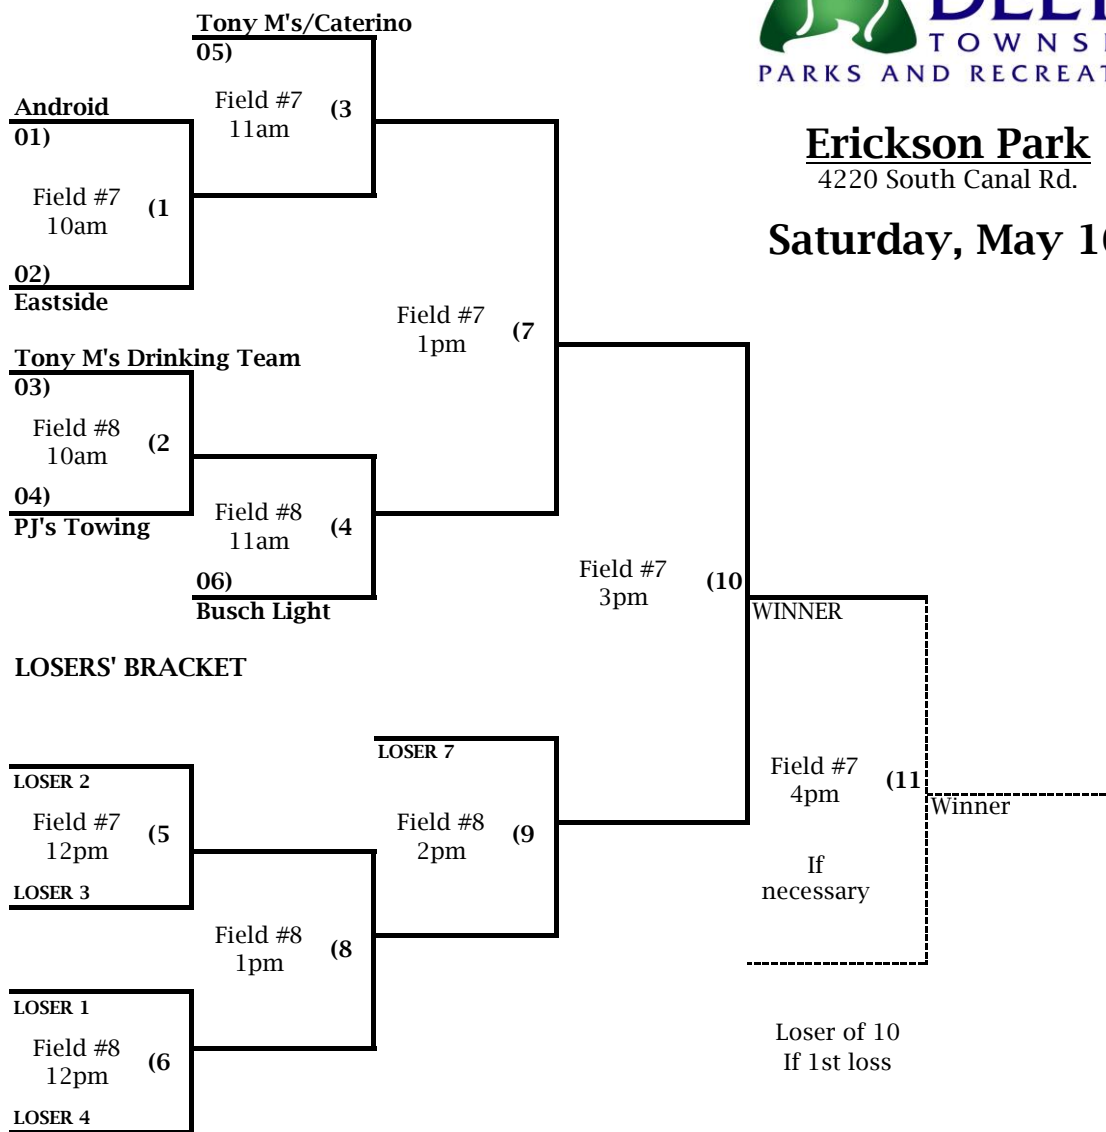 Tony M's/Caterino
05)
Field #7
11am
(3
Android
01)
Field #7
10am
(1
02)
Eastside
Tony M's Drinking Team
03)
Field #8
10am
(2
04)
PJ's Towing
Field #8
11am
(4
06)
Busch Light
Field #7
1pm
(7
Field #7
3pm
(10
WINNER
TOWNS
PARKS AND RECREAT
Erickson Park
4220 South Canal Rd.
Saturday, May
LOSERS' BRACKET
LOSER 2
Field #7
12pm
(5
LOSER 3
LOSER 1
Field #8
12pm
(6
LOSER 4
Field #8
1pm
(8
LOSER 7
Field #8
2pm
(9
Field #7
4pm
(11
If
necessary
Winner
Loser of 10
If 1st loss